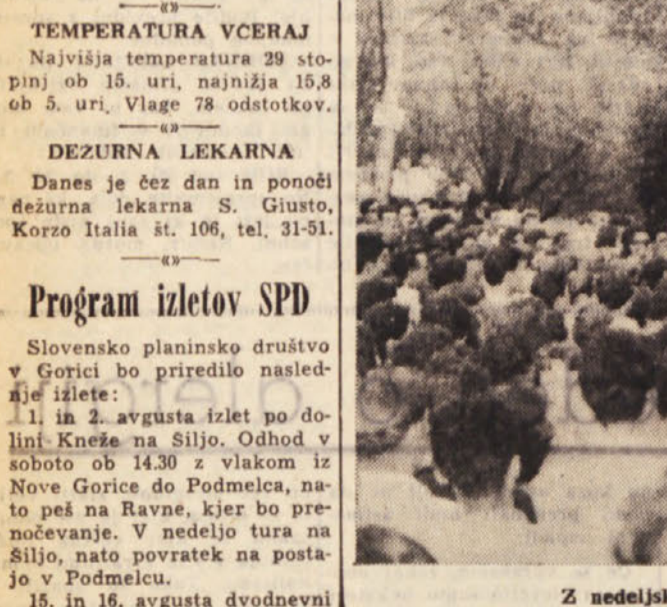 TEMPERATURA VČERAJ
Najvišja temperatura 29 sto-
pinj ob 15. uri, najnižja 15,8
ob 5. uri. Vlage 78 odstotkov.
DEŽURNA LEKARNA
Danes je čez dan in ponoči
dežurna lekarna S. Giusto,
Korzo Italia št. 106, tel. 31-51.
Program izletov SPD
Slovensko planinsko društvo
v Gorici bo priredilo nasled-
nje izlete:
1. in 2. avgusta izlet po do-
lini Kneže na Šiljo. Odhod v
soboto ob 14.30 z vlakom iz
Nove Gorice do Podmelca, na-
to peš na Ravne, kjer bo pre-
nočevanje. V nedeljo tura na
Šiljo, nato povratek na posta-
jo v Podmelcu.
15. in 16. avgusta dvodnevni
Z nedeljsk